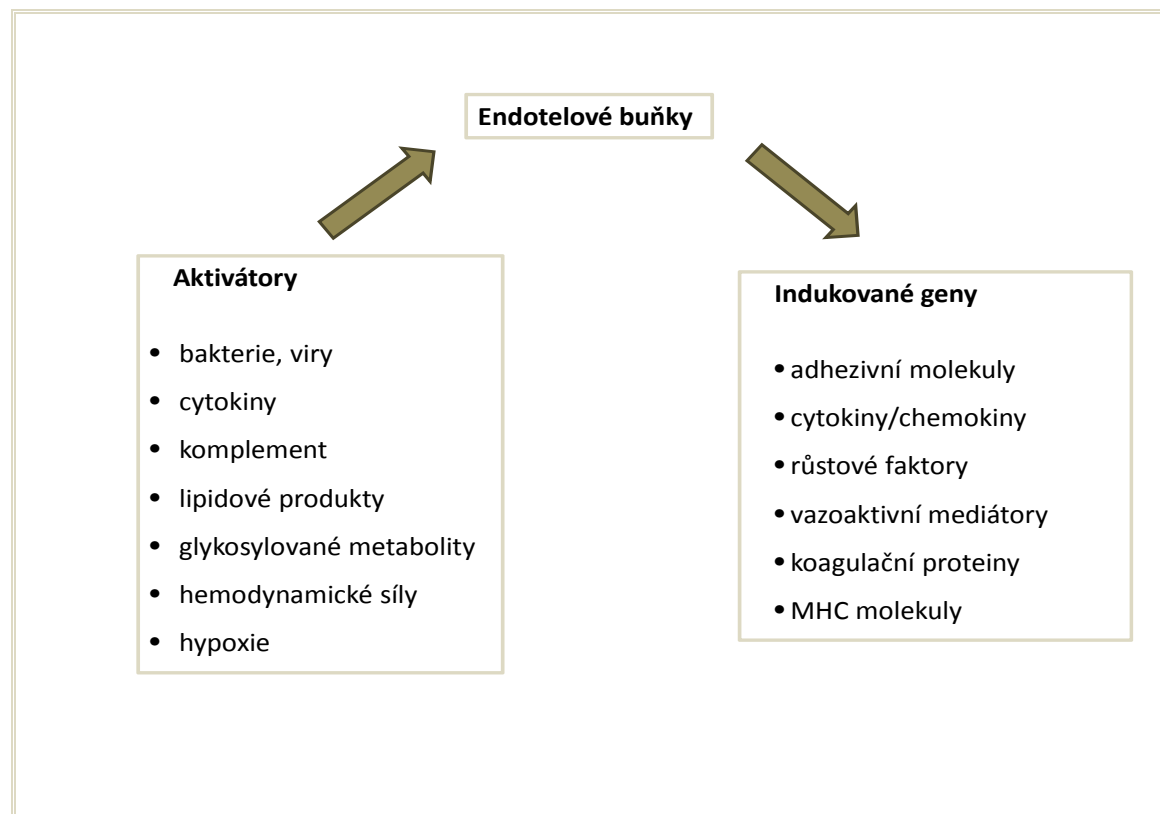 Endotelové buňky
Aktivátory
• bakterie, viry
• cytokiny
• komplement
• lipidové produkty
• glykosylované metabolity
• hemodynamické síly
• hypoxie
Indukované geny
• adhezivní molekuly
• cytokiny/chemokiny
• růstové faktory
• vazoaktivní mediátory
• koagulační proteiny
• MHC molekuly